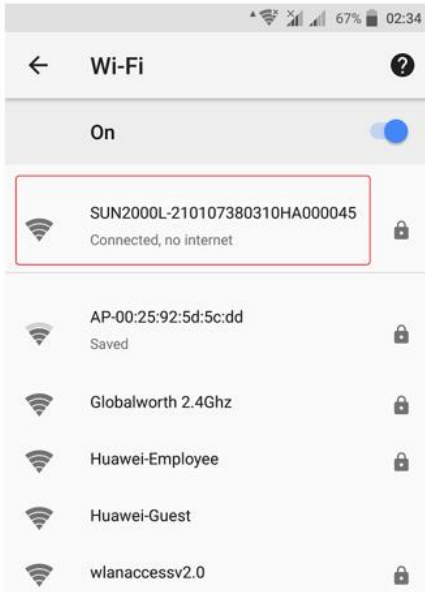 67% 02:34
Wi-Fi
On
SUN2000L-210107380310HA000045
Connected, no internet
AP-00:25:92:5d:5c:dd
Saved
Globalworth 2.4Ghz
Huawei-Employee
Huawei-Guest
wlanaccessv2.0